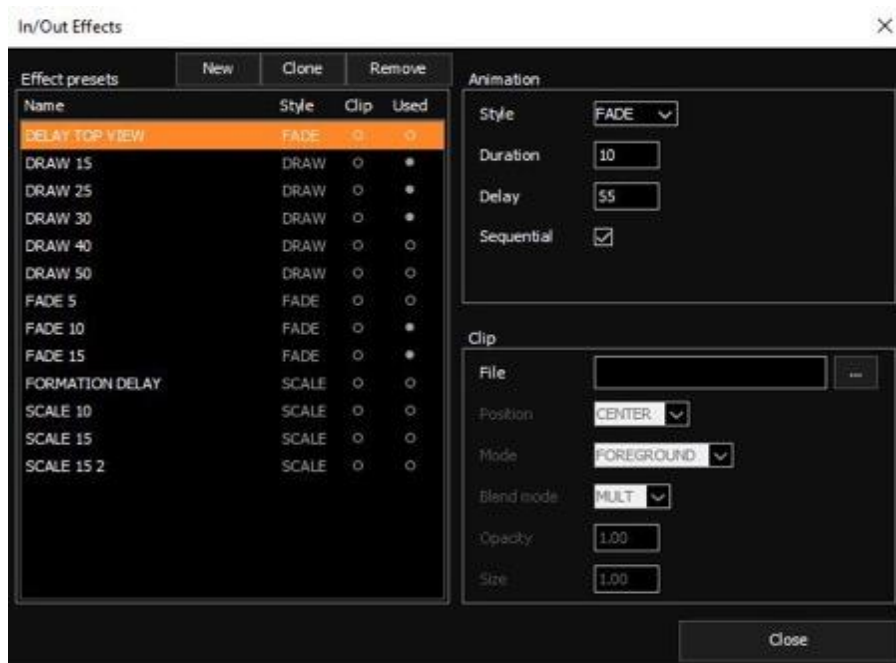 In/Out Effects
Effect presets New Clone Remove
Name Style Clip Used
DELAY TOP VIEW FADE
DRAW 15 DRAW
DRAW 25 DRAW
DRAW 30 DRAW
DRAW 40 DRAW
DRAW 50 DRAW
FADE 5 FADE
FADE 10 FADE
FADE 15 FADE
FORMATION DELAY SCALE
SCALE 10 SCALE
SCALE 15 SCALE
SCALE 15 2 SCALE
Animation
Style FADE
Duration 10
Delay 55
Sequential
Clip
File ...
Position CENTER
Mode FOREGROUND
Blend mode MULT
Opacity 1.00
Size 1.00
Close